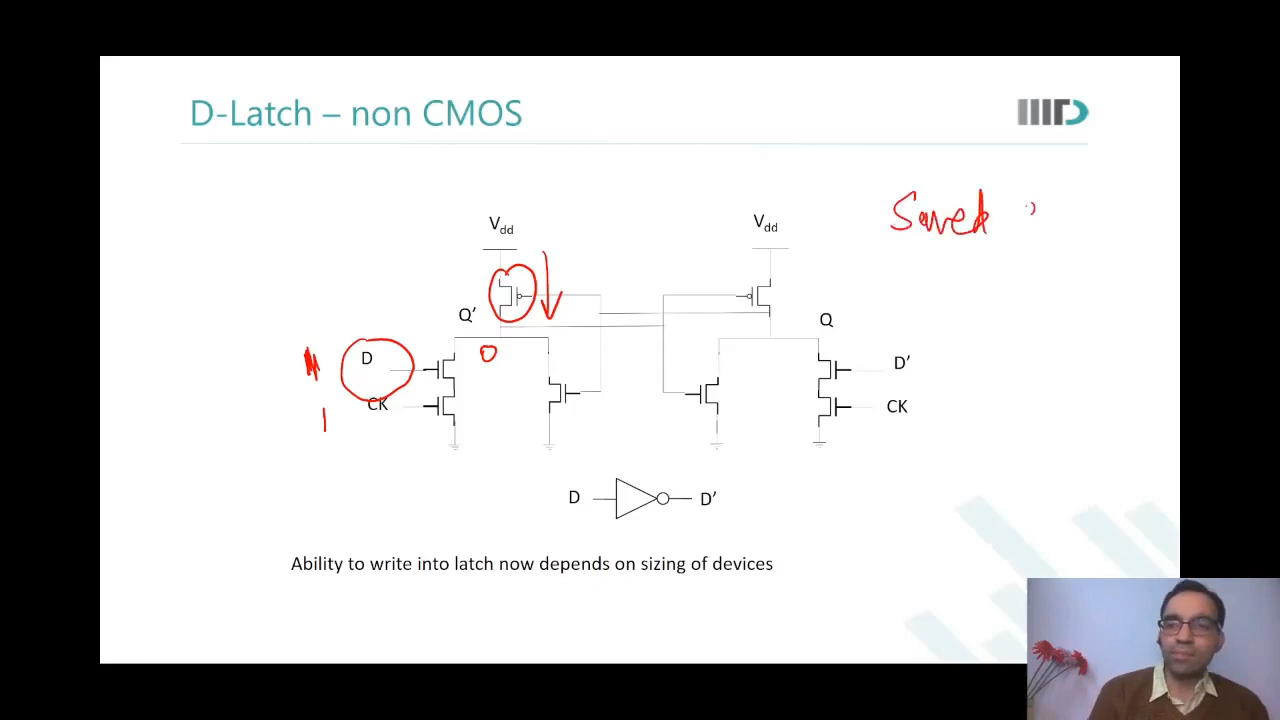 D-Latch – non CMOS
IIITD
Saved
Vdd
Vdd
Q’
Q
D
0
D’
CK
1
CK
D
D’
Ability to write into latch now depends on sizing of devices